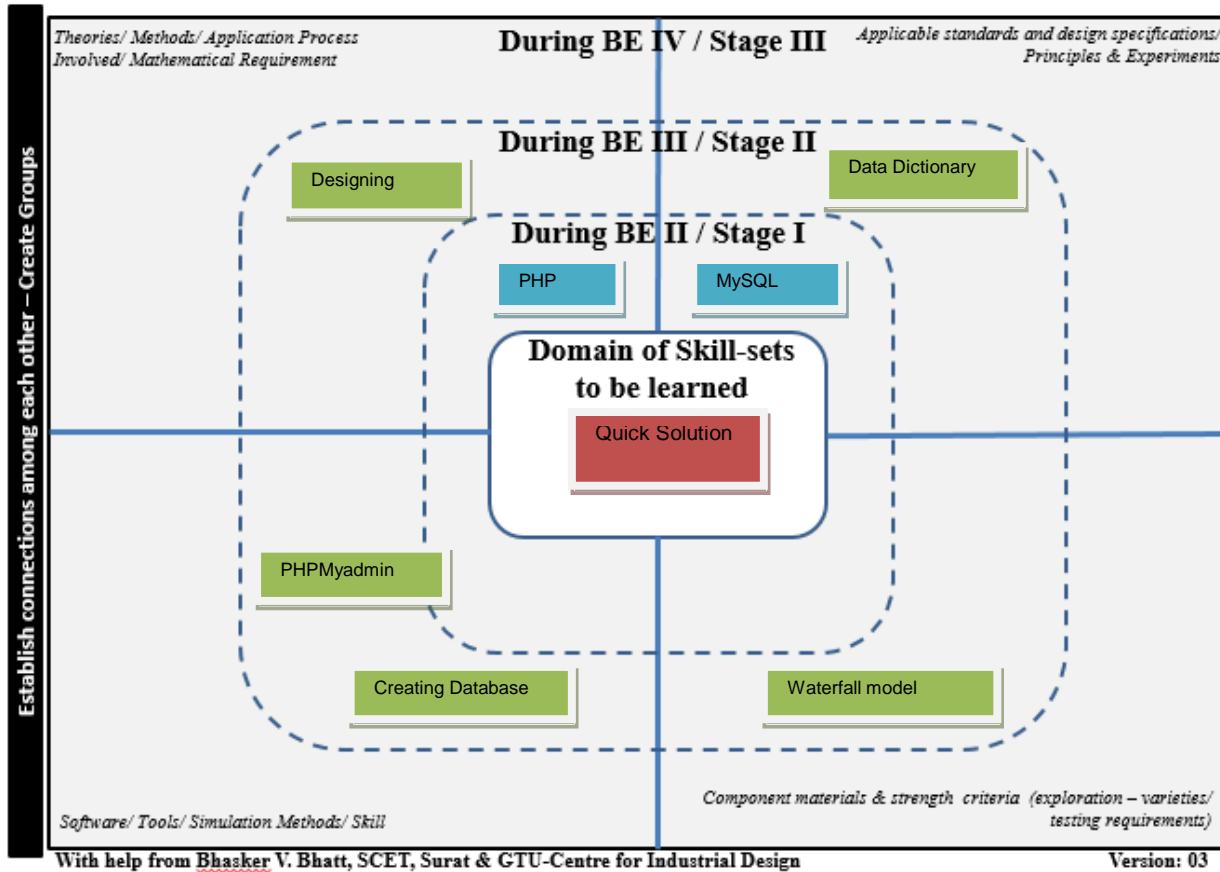 Establish connections among each other – Create Groups
Theories/ Methods/ Application Process
Involved/ Mathematical Requirement
During BE IV / Stage III
Applicable standards and design specifications/
Principles & Experiments
During BE III / Stage II
Designing
Data Dictionary
During BE II / Stage I
PHP
MySQL
Domain of Skill-sets
to be learned
Quick Solution
PHPMyadmin
Creating Database
Waterfall model
Software/ Tools/ Simulation Methods/ Skill
Component materials & strength criteria (exploration – varieties/
testing requirements)
With help from Bhasker V. Bhatt, SCET, Surat & GTU-Centre for Industrial Design
Version: 03